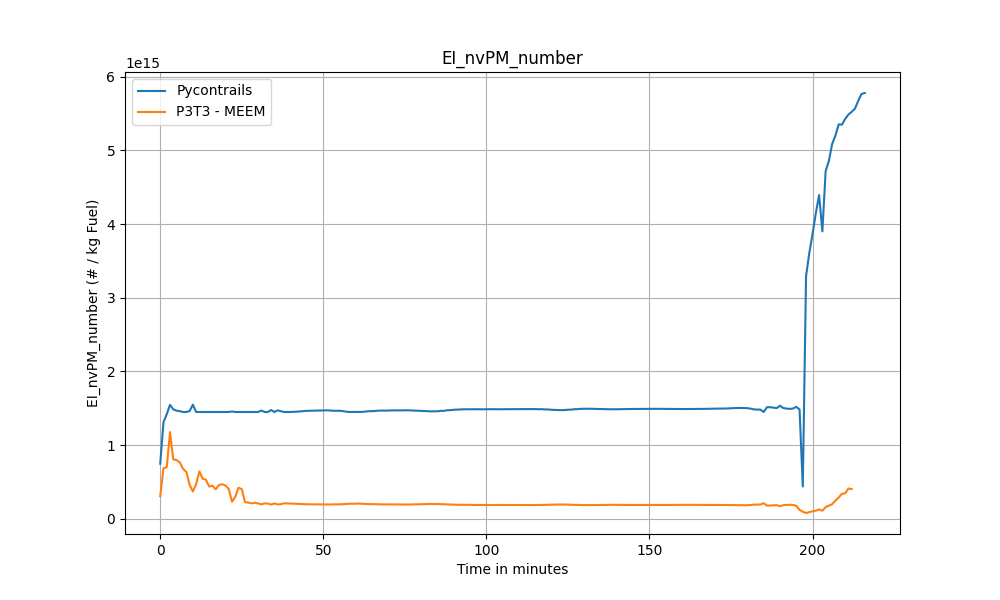 EI_nvPM_number
1e15
Pycontrails
P3T3 - MEEM
6
5
4
3
2
1
0
EI_nvPM_number (# / kg Fuel)
0 50 100 150 200
Time in minutes